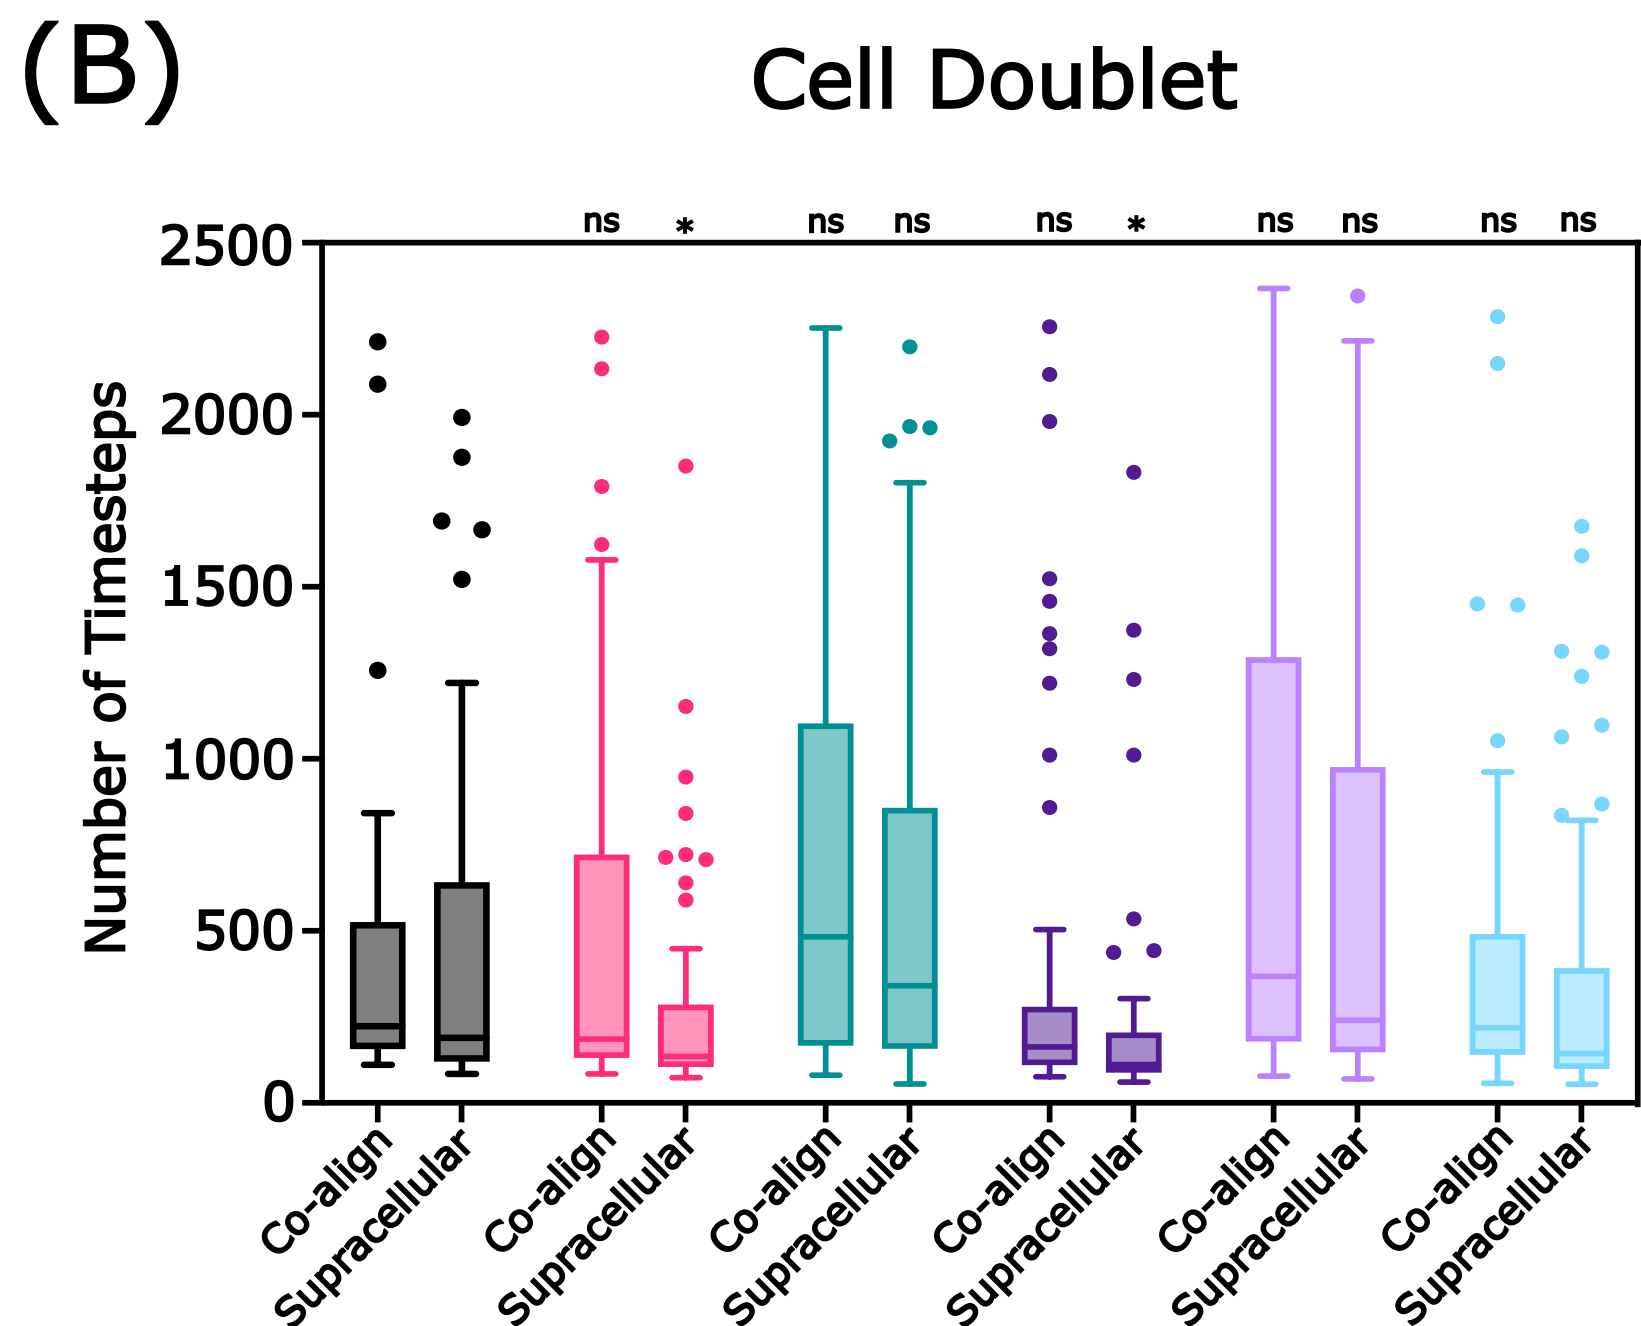 (B)
Cell Doublet
ns * ns ns ns * ns ns ns ns
2500
2000
1500
1000
500
0
Number of Timesteps
Co-align
Supracellular
Co-align
Supracellular
Co-align
Supracellular
Co-align
Supracellular
Co-align
Supracellular
Co-align
Supracellular